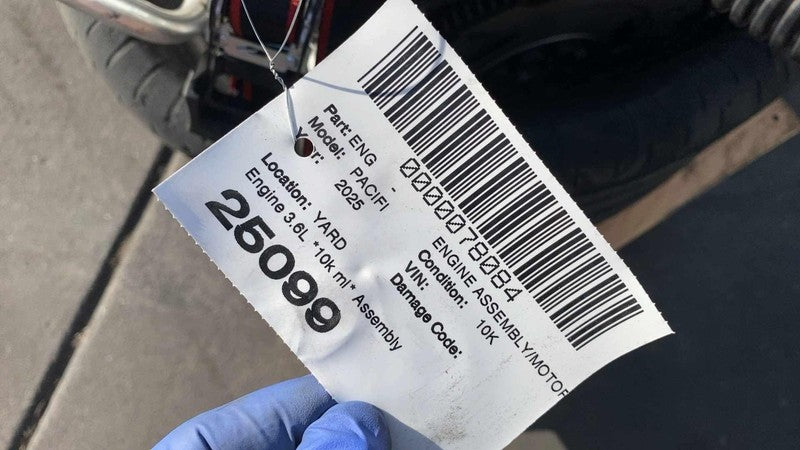 0000078084
Part: ENG - ENGINE ASSEMBLY/MOTOR
Model: PACIFI Condition: 10K
Year: 2025 VIN:
Damage Code:
Location: YARD
Engine 3.6L *10k mi* Assembly
25099